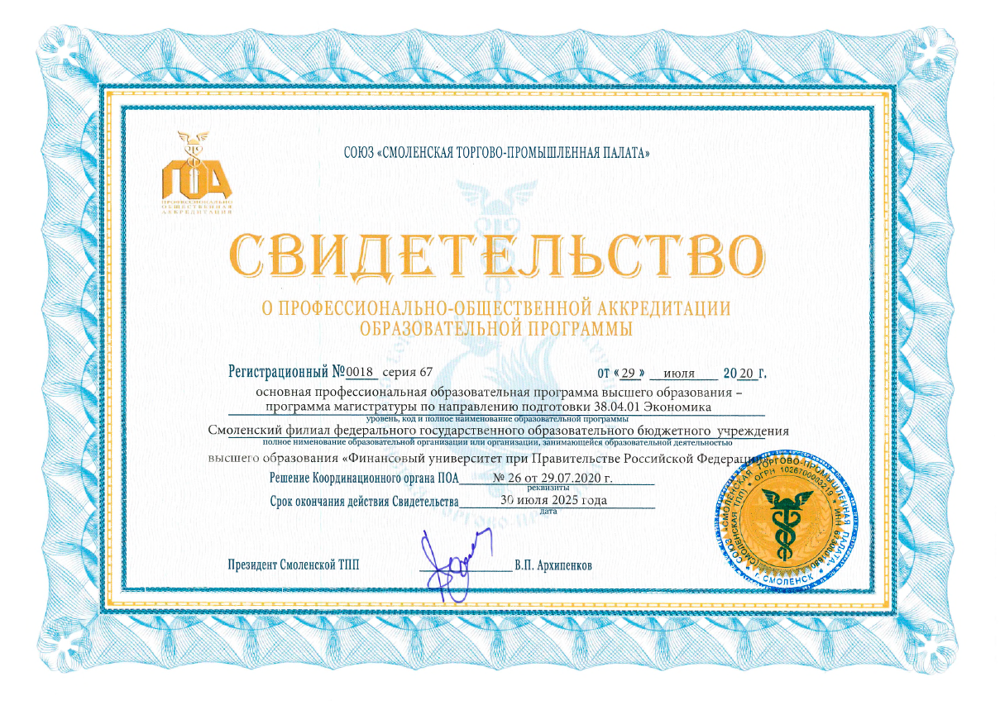 СОЮЗ «СМОЛЕНСКАЯ ТОРГОВО-ПРОМЫШЛЕННАЯ ПАЛАТА»
ПОА
ПРОФЕССИОНАЛЬНО
ОБЩЕСТВЕННАЯ
АККРЕДИТАЦИЯ
СВИДЕТЕЛЬСТВО
О ПРОФЕССИОНАЛЬНО-ОБЩЕСТВЕННОЙ АККРЕДИТАЦИИ
ОБРАЗОВАТЕЛЬНОЙ ПРОГРАММЫ
Регистрационный №0018 серия 67 от «29» июля 2020 г.
основная профессиональная образовательная программа высшего образования –
программа магистратуры по направлению подготовки 38.04.01 Экономика
уровень, код и полное наименование образовательной программы
Смоленский филиал федерального государственного образовательного бюджетного учреждения
полное нименование образовательной организации или организации, занимающейся образовательной деятельностью
высшего образования «Финансовый университет при Правительстве Российской Федерации»
Решение Координационного органа ПОА № 26 от 29.07.2020 г.
реквизиты
Срок окончания действия Свидетельства 30 июля 2025 года
дата
Президент Смоленской ТПП В.П. Архипенков
СОЮЗ «СМОЛЕНСКАЯ ТОРГОВО-ПРОМЫШЛЕННАЯ ПАЛАТА»
(СМОЛЕНСКАЯ ТПП) * ОГРН 1026700003219 * ИНН
* г. СМОЛЕНСК *